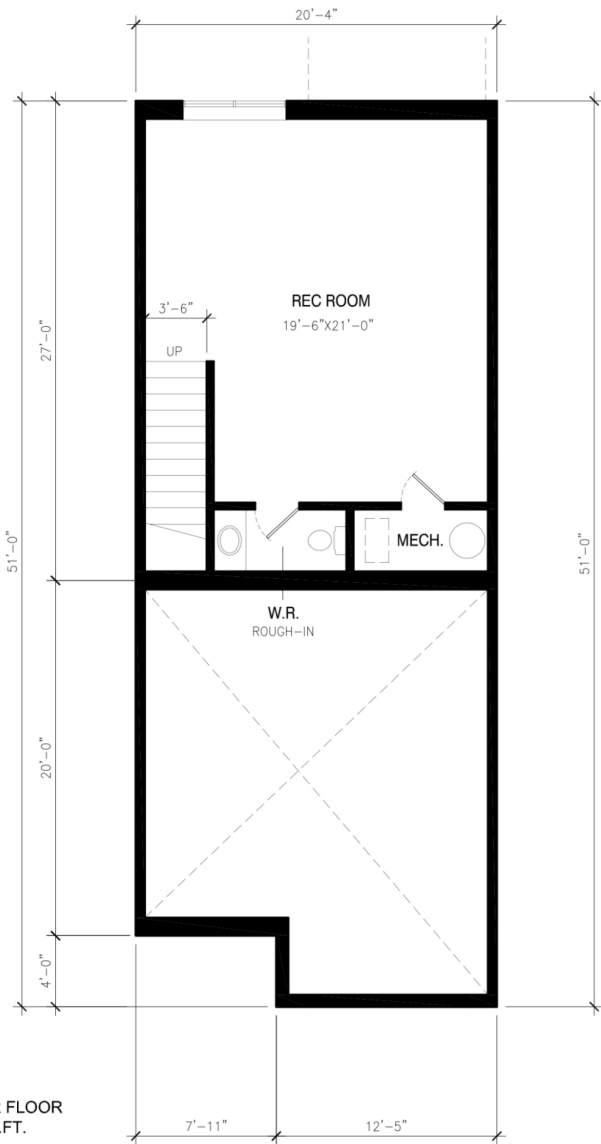 20'-4"
REC ROOM
19'-6"X21'-0"
3'-6"
UP
27'-0"
51'-0"
51'-0"
MECH.
W.R.
ROUGH-IN
20'-0"
4'-0"
FLOOR
.FT.
7'-11"
12'-5"